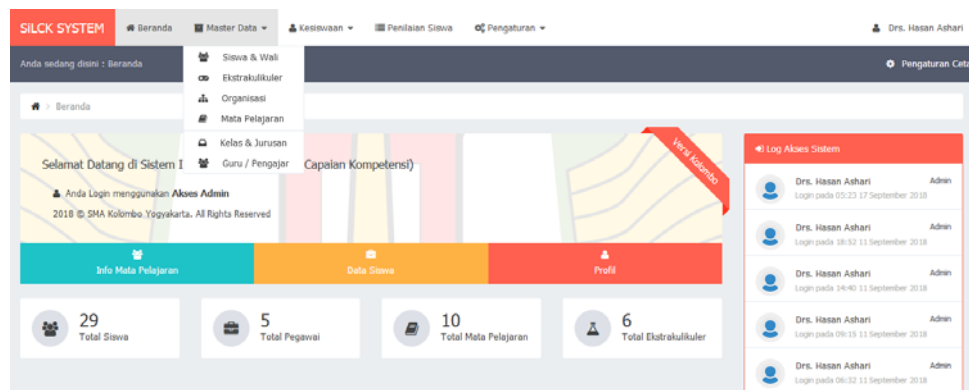 SILCK SYSTEM Beranda Master Data Kesiswaan Penilaian Siswa Pengaturan Drs. Hasan Ashari
Siswa & Wali
Ekstrakulikuler
Organisasi
Mata Pelajaran
Kelas & Jurusan
Guru / Pengajar
Anda sedang disini : Beranda Pengaturan Ceta
> Beranda
Selamat Datang di Sistem I Capaian Kompetensi)
Anda Login menggunakan Akses Admin
2018 © SMA Kolombo Yogyakarta. All Rights Reserved
Versi Kolombo
Info Mata Pelajaran Data Siswa Profil
29 5 10 6
Total Siswa Total Pegawai Total Mata Pelajaran Total Ekstrakulikuler
Log Akses Sistem
Drs. Hasan Ashari Admin
Login pada 05:23 17 September 2018
Drs. Hasan Ashari Admin
Login pada 18:32 11 September 2018
Drs. Hasan Ashari Admin
Login pada 14:40 11 September 2018
Drs. Hasan Ashari Admin
Login pada 09:15 11 September 2018
Drs. Hasan Ashari Admin
Login pada 06:32 11 September 2018